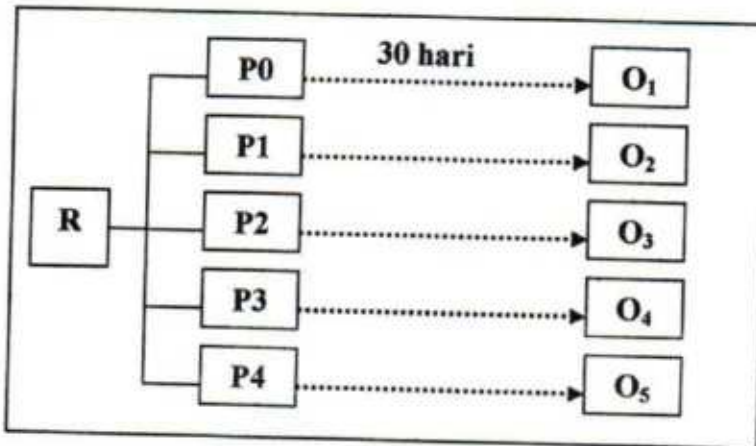 P0 30 hari O₁
P1 O₂
R P2 O₃
P3 O₄
P4 O₅